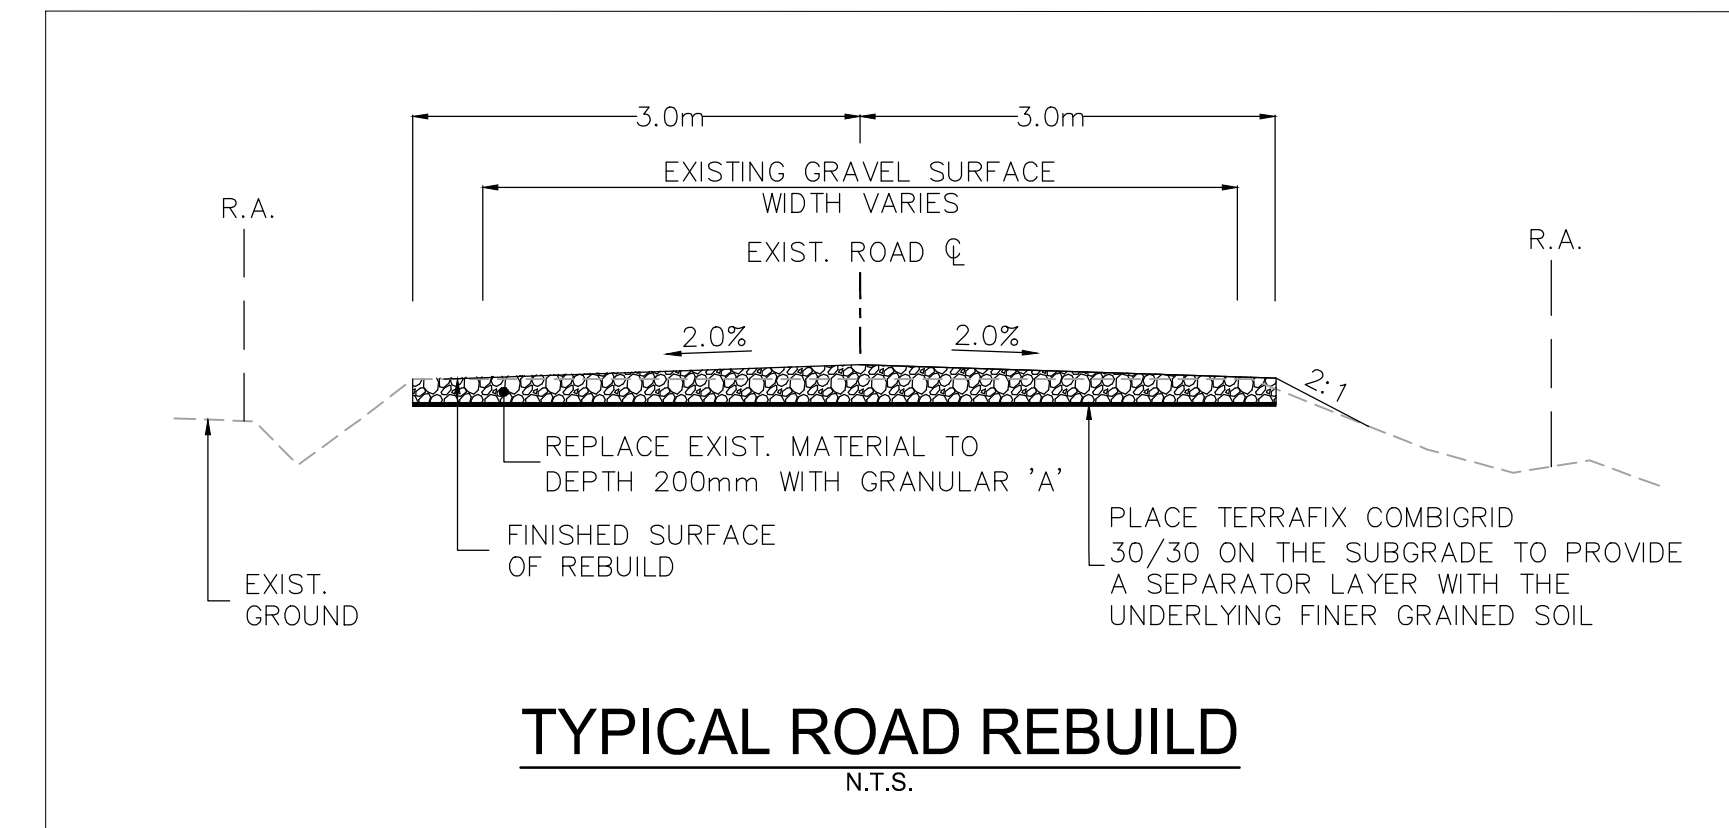 3.0m 3.0m
EXISTING GRAVEL SURFACE
WIDTH VARIES
R.A.
EXIST. ROAD ℄
R.A.
2.0% 2.0%
2:1
REPLACE EXIST. MATERIAL TO
DEPTH 200mm WITH GRANULAR 'A'
FINISHED SURFACE
OF REBUILD
EXIST.
GROUND
PLACE TERRAFIX COMBIGRID
30/30 ON THE SUBGRADE TO PROVIDE
A SEPARATOR LAYER WITH THE
UNDERLYING FINER GRAINED SOIL
TYPICAL ROAD REBUILD
N.T.S.